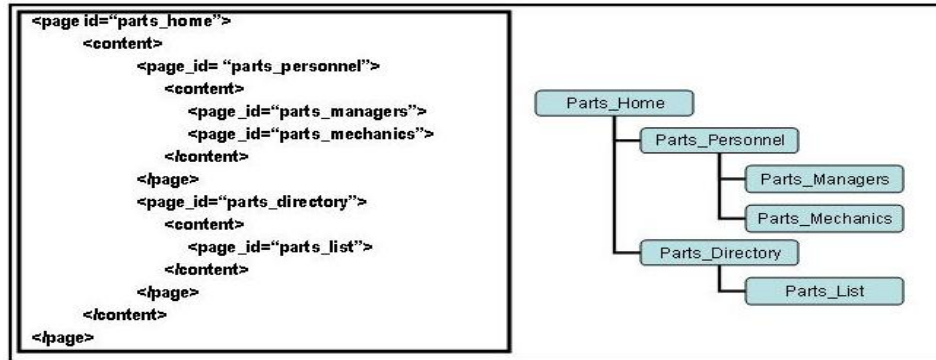 <page id=“parts_home”>
<content>
<page_id= “parts_personnel”>
<content>
<page_id=“parts_managers”>
<page_id=“parts_mechanics”>
</content>
</page>
<page_id=“parts_directory”>
<content>
<page_id=“parts_list”>
</content>
</page>
</content>
</page>
Parts_Home
Parts_Personnel
Parts_Managers
Parts_Mechanics
Parts_Directory
Parts_List